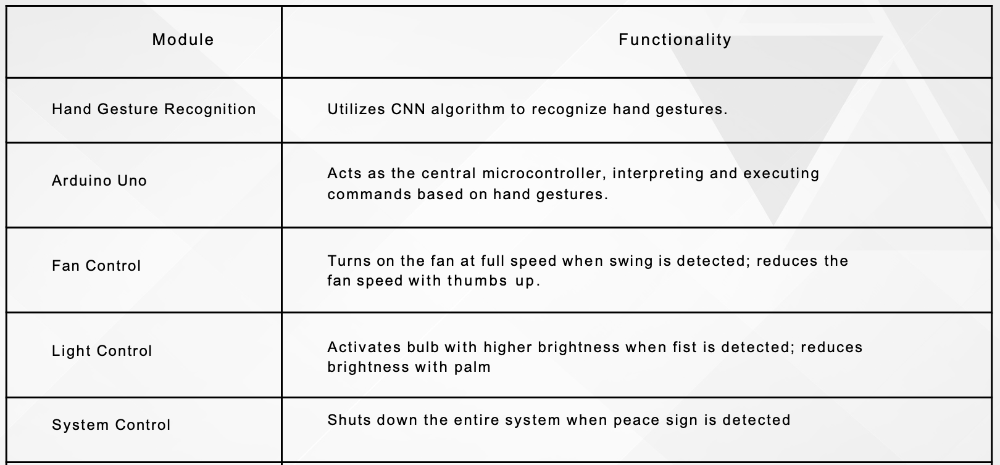 Module
Functionality
Hand Gesture Recognition
Utilizes CNN algorithm to recognize hand gestures.
Arduino Uno
Acts as the central microcontroller, interpreting and executing
commands based on hand gestures.
Fan Control
Turns on the fan at full speed when swing is detected; reduces the
fan speed with thumbs up.
Light Control
Activates bulb with higher brightness when fist is detected; reduces
brightness with palm
System Control
Shuts down the entire system when peace sign is detected